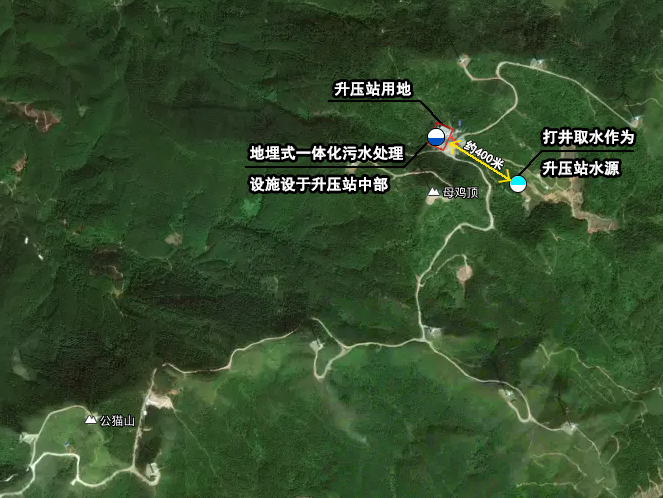 升压站用地
打井取水作为
升压站水源
地埋式一体化污水处理
设施设于升压站中部
约400米
母鸡顶
公猫山